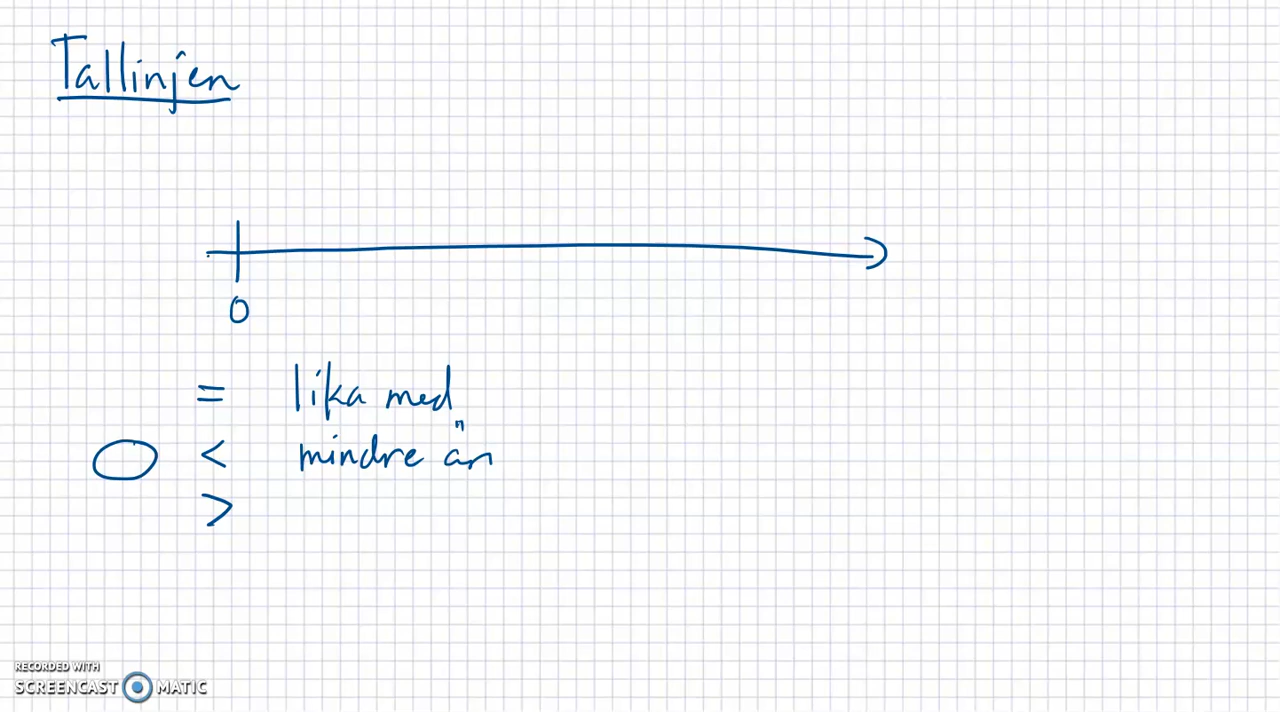 Tallinjen
0
= lika med
< mindre än
>
RECORDED WITH
SCREENCAST MATIC